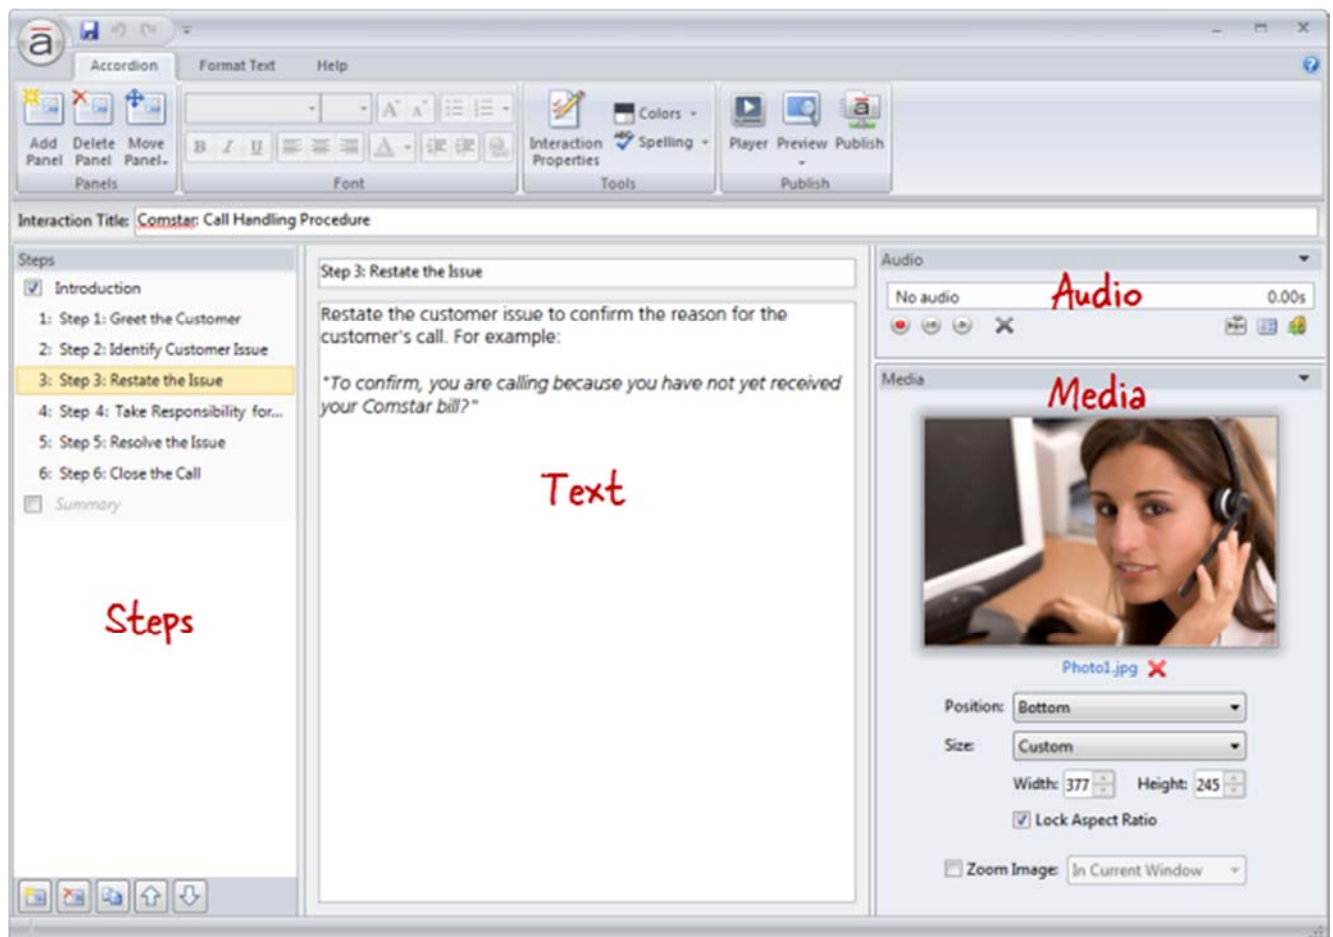 ā
Accordion Format Text Help
Add Panel Delete Panel Move Panel
Panels
A A
B I U A
Font
Interaction Properties
Colors
ABC Spelling
Tools
Player Preview Publish
Publish
Interaction Title: Comstar: Call Handling Procedure
Steps
Introduction
1: Step 1: Greet the Customer
2: Step 2: Identify Customer Issue
3: Step 3: Restate the Issue
4: Step 4: Take Responsibility for...
5: Step 5: Resolve the Issue
6: Step 6: Close the Call
Summary
Steps
Step 3: Restate the Issue
Restate the customer issue to confirm the reason for the
customer's call. For example:
"To confirm, you are calling because you have not yet received
your Comstar bill?"
Text
Audio
No audio 0.00s
Audio
Media
Media
Photo1.jpg
Position: Bottom
Size: Custom
Width: 377 Height: 245
Lock Aspect Ratio
Zoom Image: In Current Window